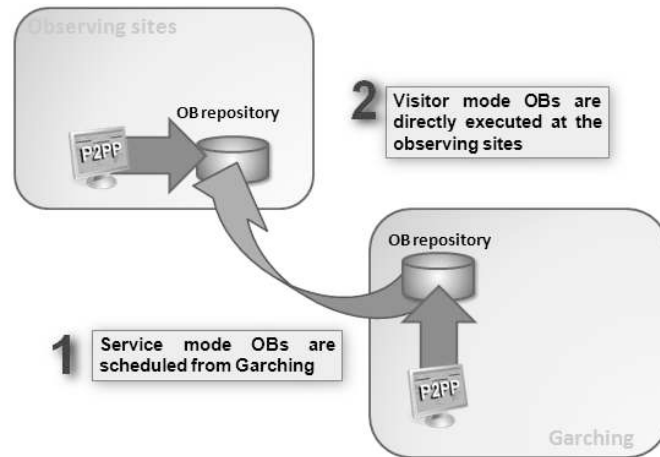 Observing sites
OB repository
P2PP
2
Visitor mode OBs are
directly executed at the
observing sites
OB repository
1
Service mode OBs are
scheduled from Garching
P2PP
Garching